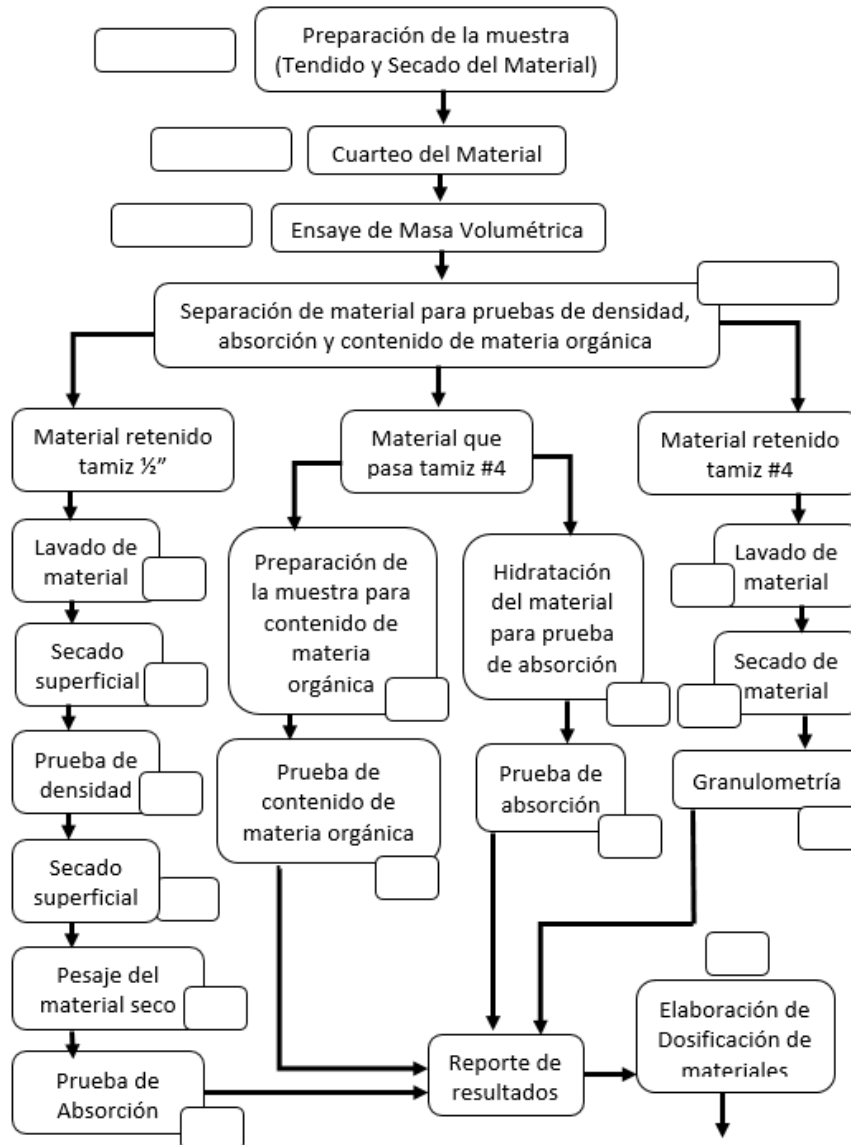 Preparación de la muestra
(Tendido y Secado del Material)
Cuarteo del Material
Ensaye de Masa Volumétrica
Separación de material para pruebas de densidad,
absorción y contenido de materia orgánica
Material retenido
tamiz ½”
Material que
pasa tamiz #4
Material retenido
tamiz #4
Lavado de
material
Secado
superficial
Prueba de
densidad
Secado
superficial
Pesaje del
material seco
Prueba de
Absorción
Preparación de
la muestra para
contenido de
materia
orgánica
Prueba de
contenido de
materia orgánica
Hidratación
del material
para prueba
de absorción
Prueba de
absorción
Lavado de
material
Secado de
material
Granulometría
Reporte de
resultados
Elaboración de
Dosificación de
materiales